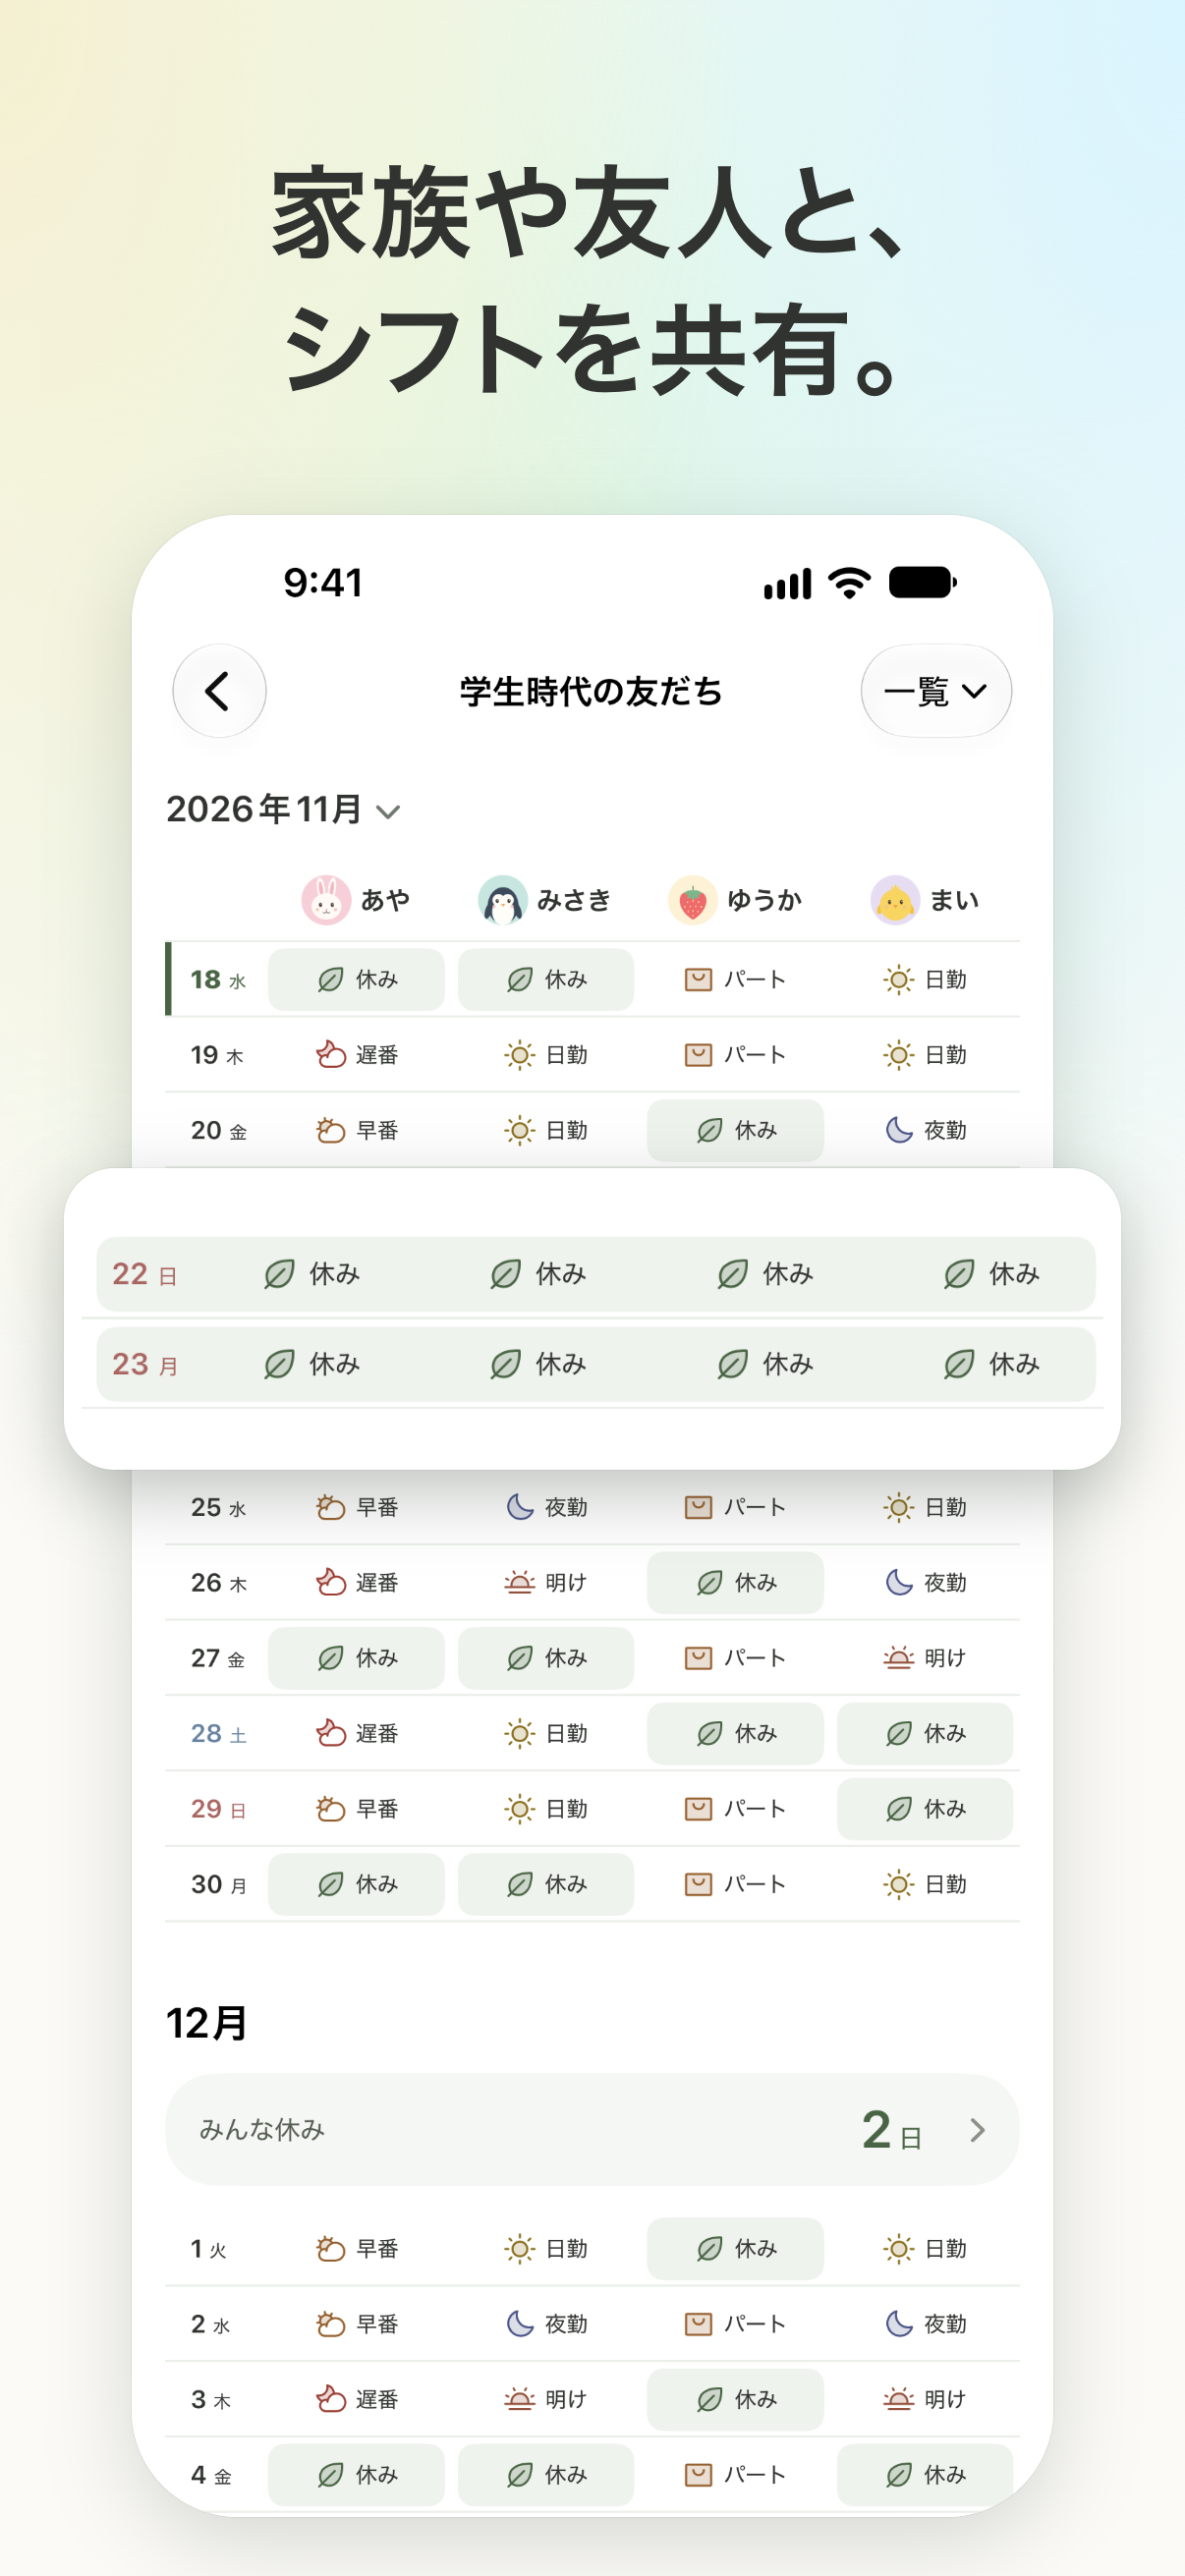 家族や友人と、
シフトを共有。
9:41
学生時代の友だち 一覧
2026年11月
あや みさき ゆうか まい
18 水 休み 休み パート 日勤
19 木 遅番 日勤 パート 日勤
20 金 早番 日勤 休み 夜勤
22 日 休み 休み 休み 休み
23 月 休み 休み 休み 休み
25 水 早番 夜勤 パート 日勤
26 木 遅番 明け 休み 夜勤
27 金 休み 休み パート 明け
28 土 遅番 日勤 休み 休み
29 日 早番 日勤 パート 休み
30 月 休み 休み パート 日勤
12月
みんな休み 2日
1 火 早番 日勤 休み 日勤
2 水 早番 夜勤 パート 夜勤
3 木 遅番 明け 休み 明け
4 金 休み 休み パート 休み